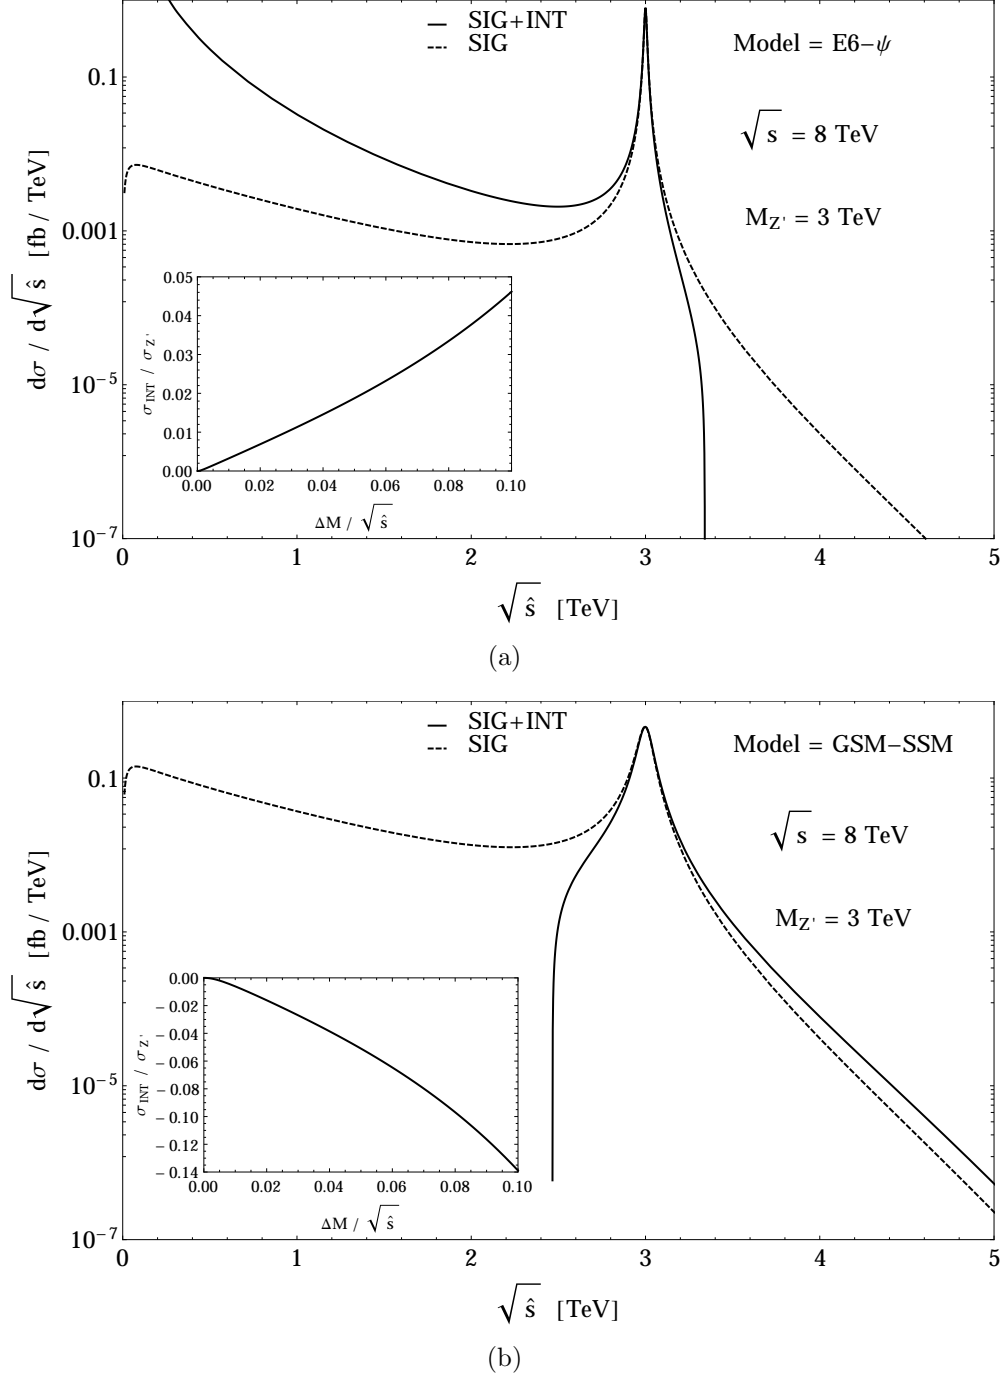 SIG+INT
SIG
Model = E6−ψ
√s = 8 TeV
M_Z' = 3 TeV
dσ / d√ŝ [fb / TeV]
0.1
0.001
10^−5
10^−7
0 1 2 3 4 5
√ŝ [TeV]
σ_INT / σ_Z'
0.05
0.04
0.03
0.02
0.01
0.00
0.00 0.02 0.04 0.06 0.08 0.10
ΔM / √ŝ
(a)
SIG+INT
SIG
Model = GSM−SSM
√s = 8 TeV
M_Z' = 3 TeV
dσ / d√ŝ [fb / TeV]
0.1
0.001
10^−5
10^−7
0 1 2 3 4 5
√ŝ [TeV]
σ_INT / σ_Z'
0.00
−0.02
−0.04
−0.06
−0.08
−0.10
−0.12
−0.14
0.00 0.02 0.04 0.06 0.08 0.10
ΔM / √ŝ
(b)